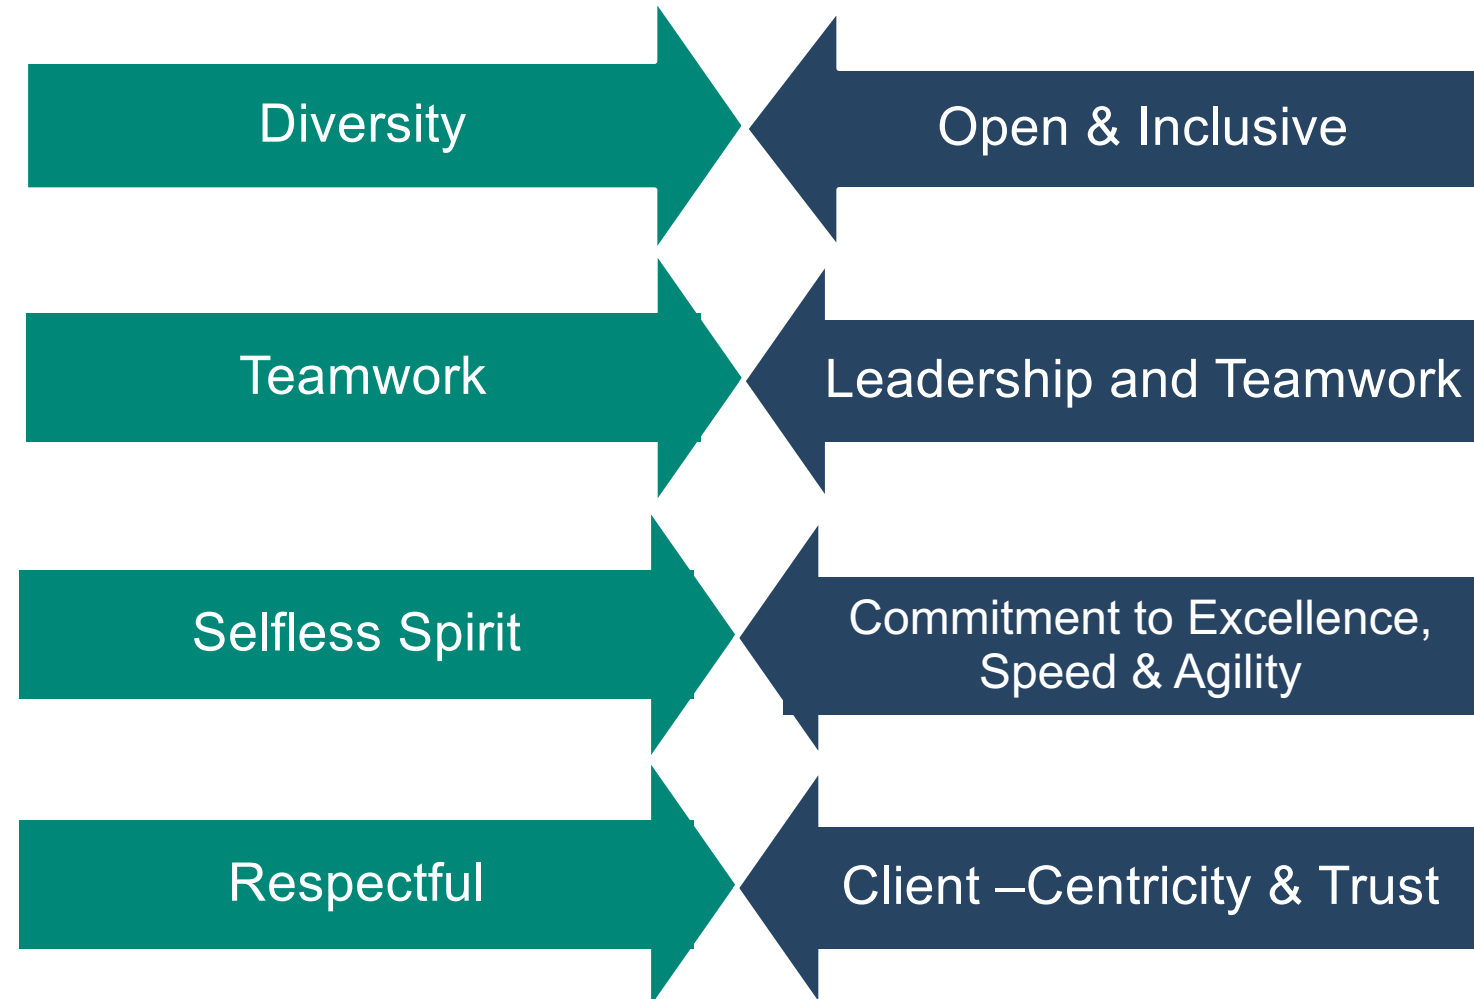 Diversity
Open & Inclusive
Teamwork
Leadership and Teamwork
Selfless Spirit
Commitment to Excellence,
Speed & Agility
Respectful
Client –Centricity & Trust